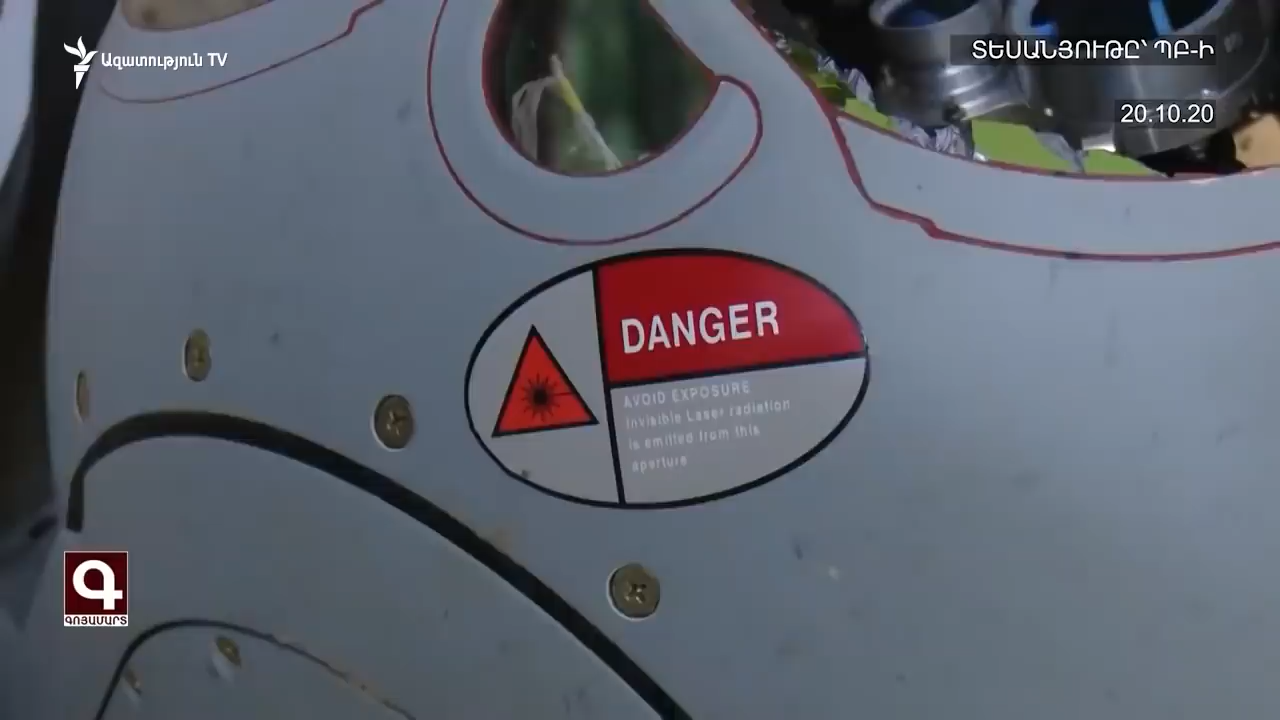 Ազատություն TV
ՏԵՍԱՆՅՈՒԹԸ՝ ՊԲ-Ի
20.10.20
DANGER
AVOID EXPOSURE
Invisible Laser radiation
is emitted from this
aperture
Գ
ԳՈՅԱՄԱՐՏ